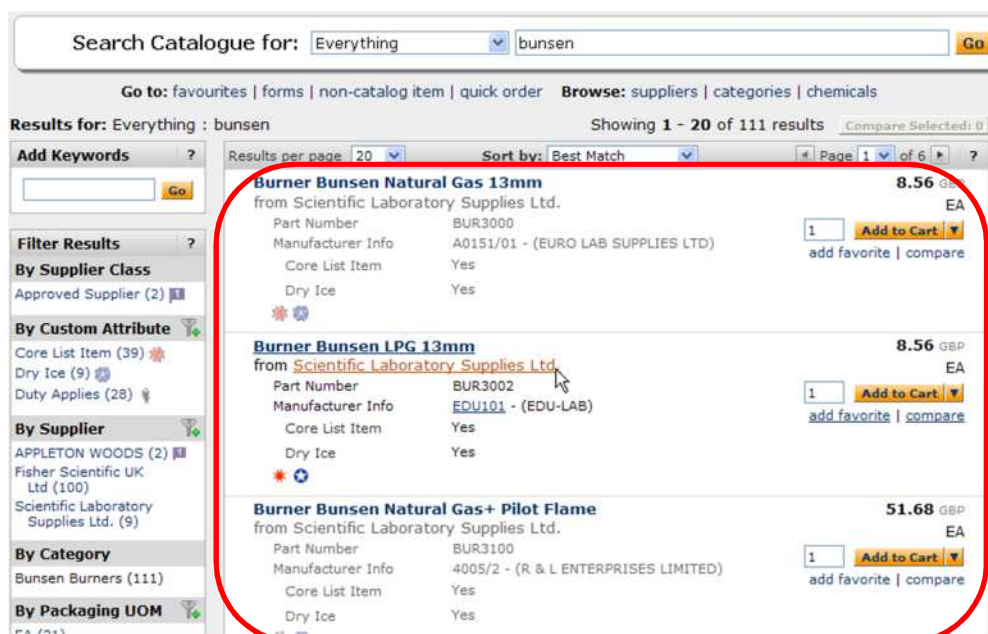 Search Catalogue for: Everything bunsen Go
Go to: favourites | forms | non-catalog item | quick order Browse: suppliers | categories | chemicals
Results for: Everything : bunsen Showing 1 - 20 of 111 results Compare Selected: 0
Add Keywords ?
Go
Filter Results ?
By Supplier Class
Approved Supplier (2)
By Custom Attribute
Core List Item (39)
Dry Ice (9)
Duty Applies (28)
By Supplier
APPLETON WOODS (2)
Fisher Scientific UK
Ltd (100)
Scientific Laboratory
Supplies Ltd. (9)
By Category
Bunsen Burners (111)
By Packaging UOM
EA (21)
Results per page 20 Sort by: Best Match Page 1 of 6 ?
Burner Bunsen Natural Gas 13mm 8.56 GBP
from Scientific Laboratory Supplies Ltd. EA
Part Number BUR3000 1 Add to Cart
Manufacturer Info A0151/01 - (EURO LAB SUPPLIES LTD) add favorite | compare
Core List Item Yes
Dry Ice Yes
Burner Bunsen LPG 13mm 8.56 GBP
from Scientific Laboratory Supplies Ltd. EA
Part Number BUR3002 1 Add to Cart
Manufacturer Info EDU101 - (EDU-LAB) add favorite | compare
Core List Item Yes
Dry Ice Yes
Burner Bunsen Natural Gas+ Pilot Flame 51.68 GBP
from Scientific Laboratory Supplies Ltd. EA
Part Number BUR3100 1 Add to Cart
Manufacturer Info 4005/2 - (R & L ENTERPRISES LIMITED) add favorite | compare
Core List Item Yes
Dry Ice Yes